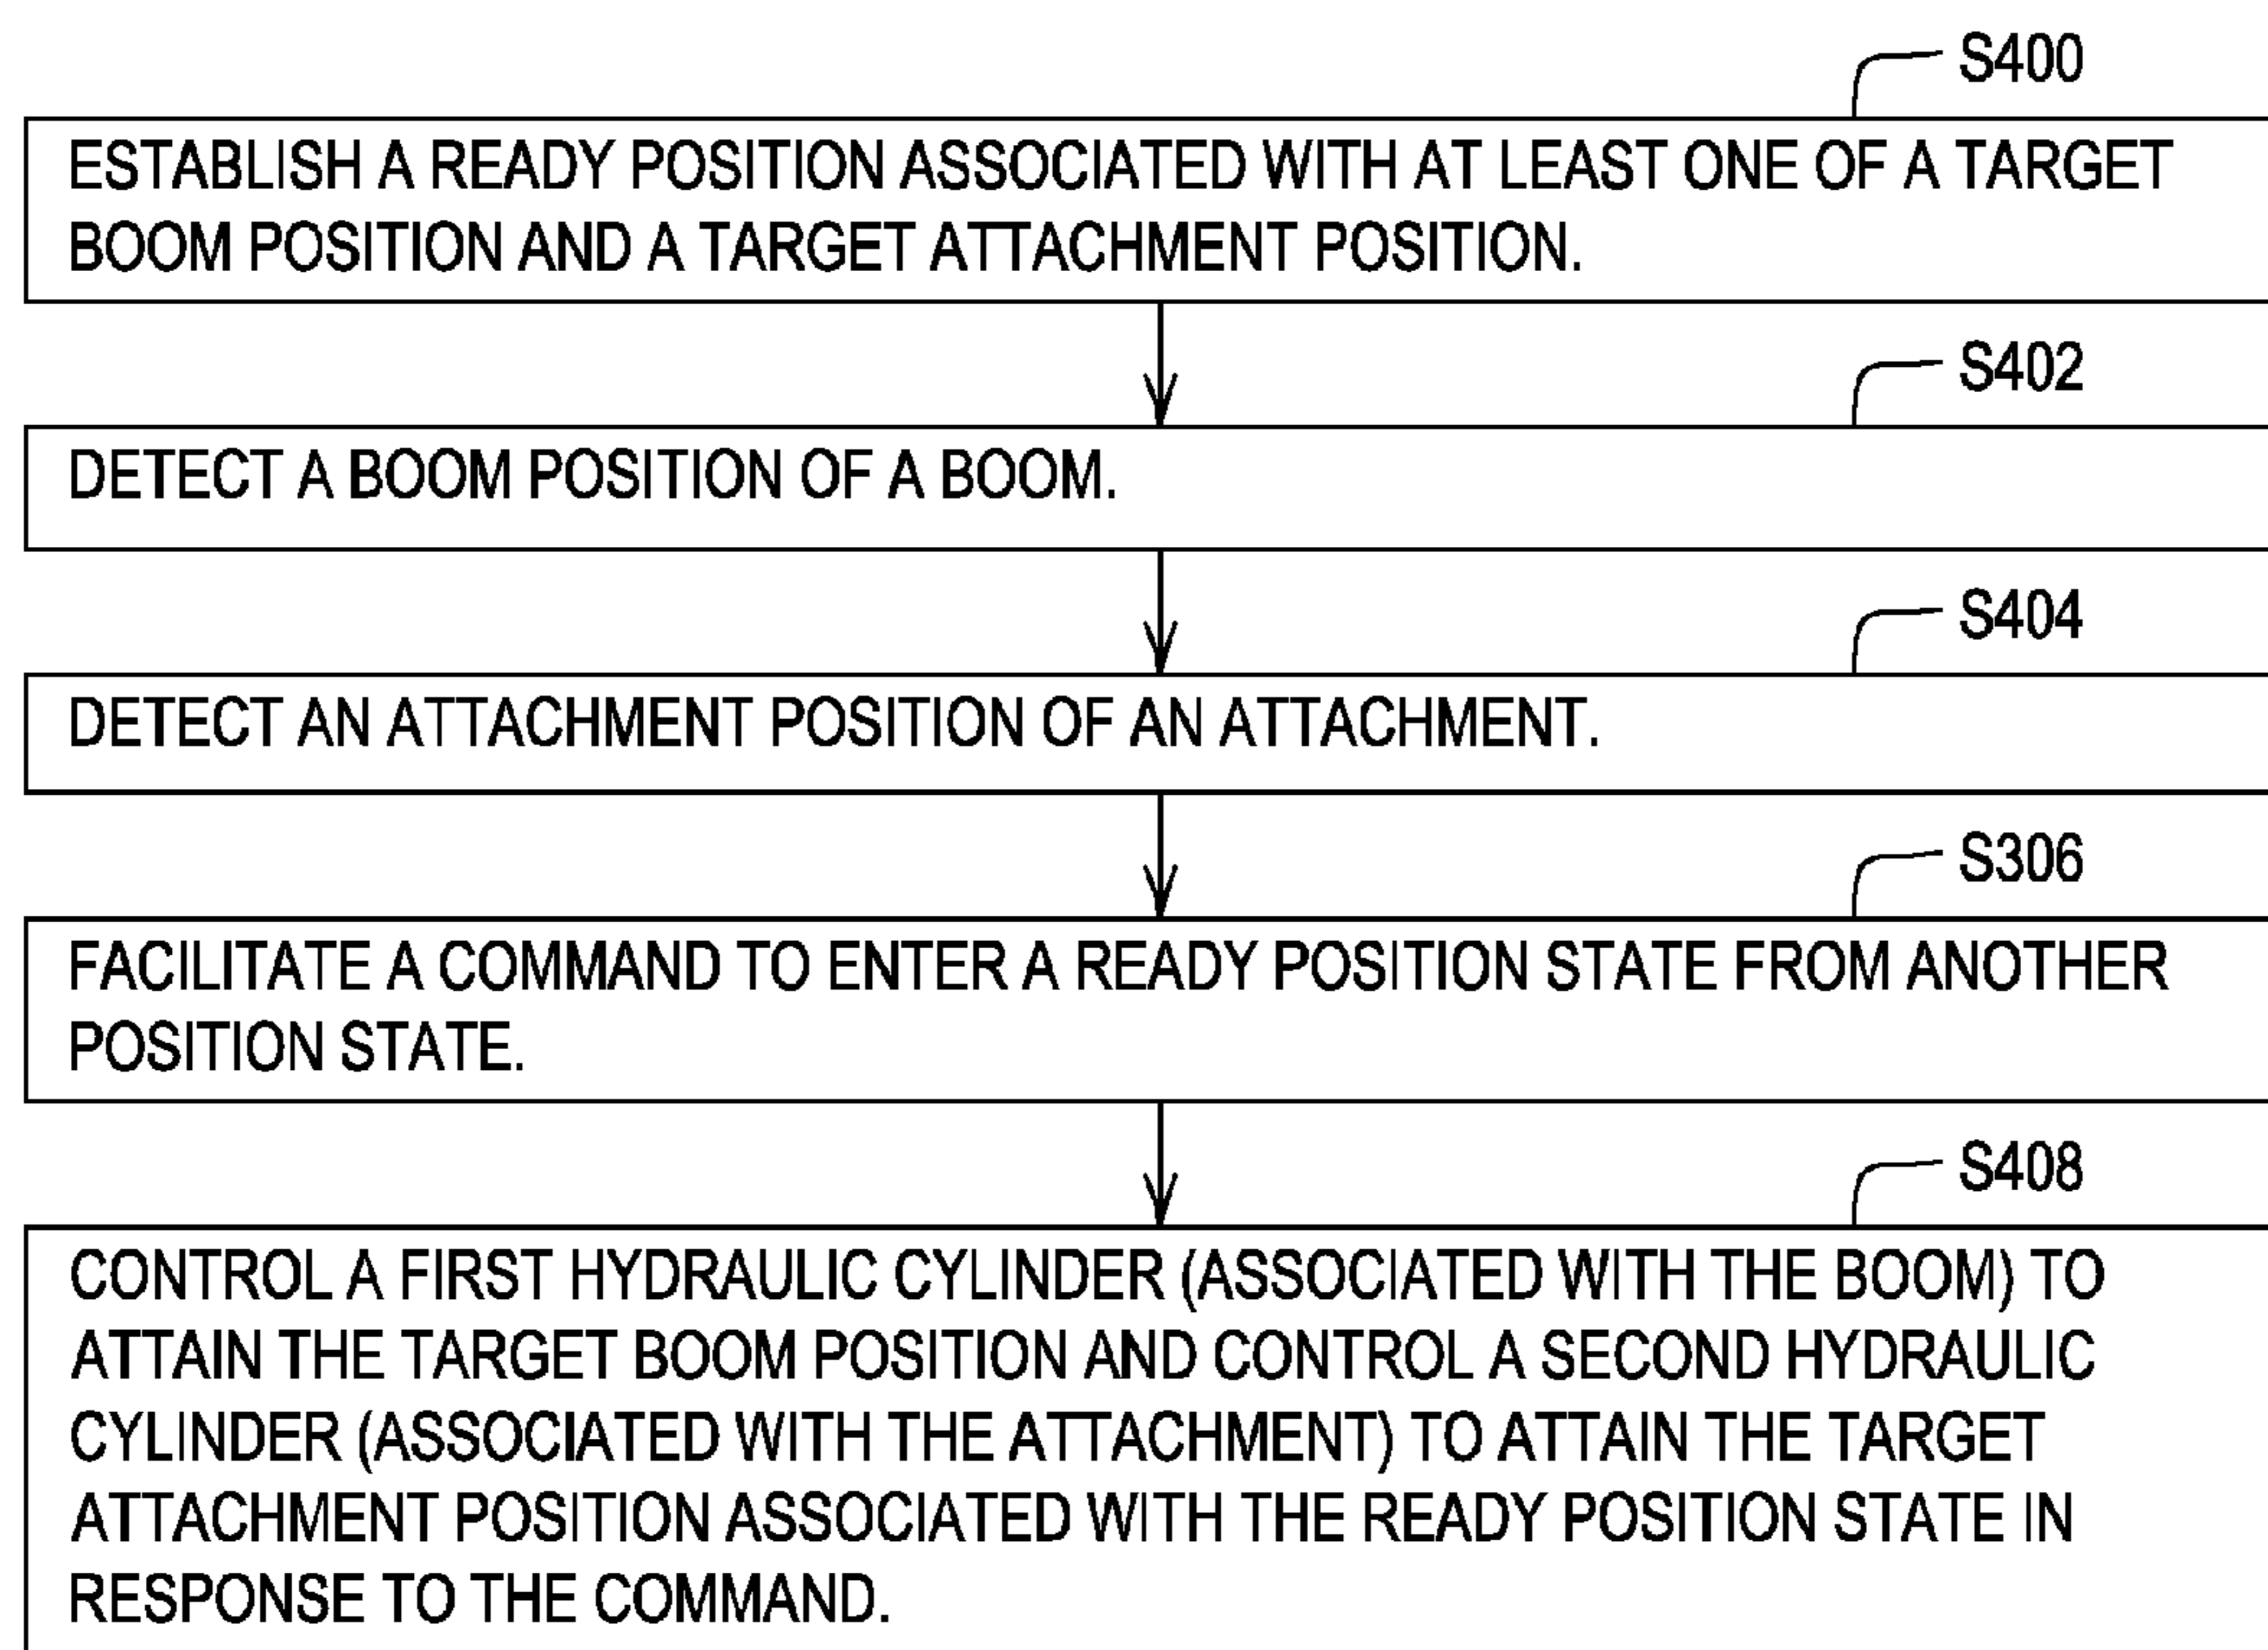 S400
ESTABLISH A READY POSITION ASSOCIATED WITH AT LEAST ONE OF A TARGET
BOOM POSITION AND A TARGET ATTACHMENT POSITION.
S402
DETECT A BOOM POSITION OF A BOOM.
S404
DETECT AN ATTACHMENT POSITION OF AN ATTACHMENT.
S306
FACILITATE A COMMAND TO ENTER A READY POSITION STATE FROM ANOTHER
POSITION STATE.
S408
CONTROL A FIRST HYDRAULIC CYLINDER (ASSOCIATED WITH THE BOOM) TO
ATTAIN THE TARGET BOOM POSITION AND CONTROL A SECOND HYDRAULIC
CYLINDER (ASSOCIATED WITH THE ATTACHMENT) TO ATTAIN THE TARGET
ATTACHMENT POSITION ASSOCIATED WITH THE READY POSITION STATE IN
RESPONSE TO THE COMMAND.